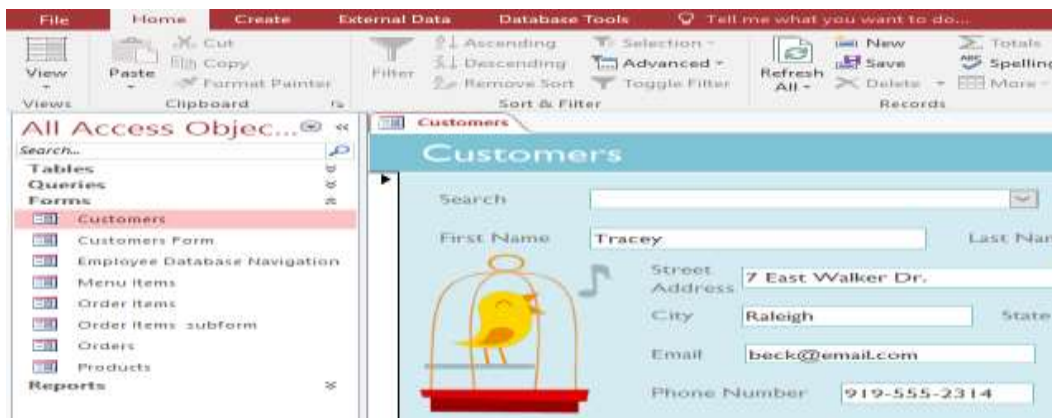 File Home Create External Data Database Tools Tell me what you want to do...
View Paste Cut Copy Format Painter Filter Ascending Descending Remove Sort Selection Advanced Toggle Filter Refresh All New Save Delete Totals Spelling More
Views Clipboard Sort & Filter Records
All Access Objec...
Search...
Tables
Queries
Forms
Customers
Customers Form
Employee Database Navigation
Menu Items
Order Items
Order Items subform
Orders
Products
Reports
Customers
Customers
Search
First Name Tracey Last Nam
Street Address 7 East Walker Dr.
City Raleigh State
Email beck@email.com
Phone Number 919-555-2314